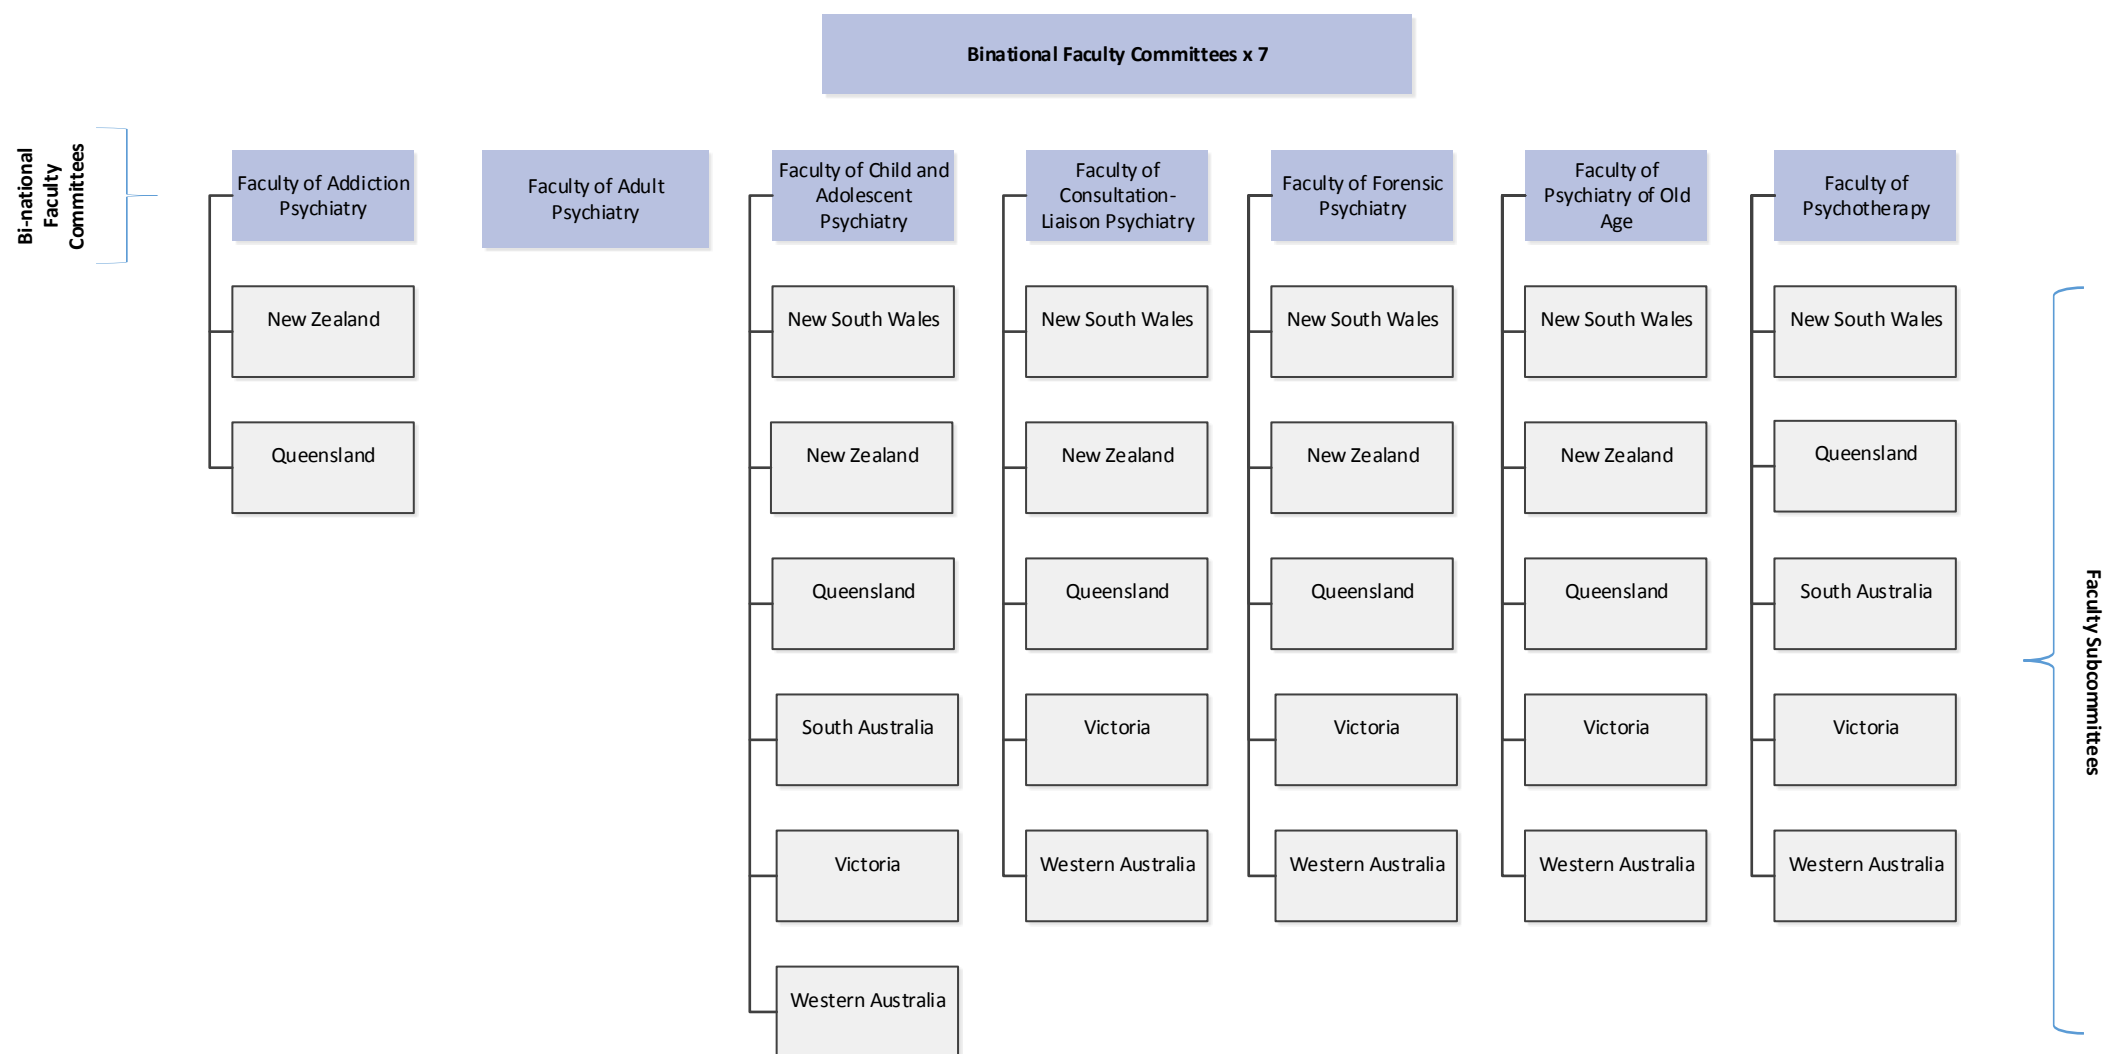 Binational Faculty Committees x 7
Bi-national
Faculty
Committees
Faculty of Addiction
Psychiatry
Faculty of Adult
Psychiatry
Faculty of Child and
Adolescent
Psychiatry
Faculty of
Consultation-
Liaison Psychiatry
Faculty of Forensic
Psychiatry
Faculty of
Psychiatry of Old
Age
Faculty of
Psychotherapy
New Zealand
New South Wales
New South Wales
New South Wales
New South Wales
New South Wales
Queensland
New Zealand
New Zealand
New Zealand
New Zealand
Queensland
Queensland
Queensland
Queensland
Queensland
South Australia
South Australia
Victoria
Victoria
Victoria
Victoria
Victoria
Western Australia
Western Australia
Western Australia
Western Australia
Western Australia
Faculty Subcommittees